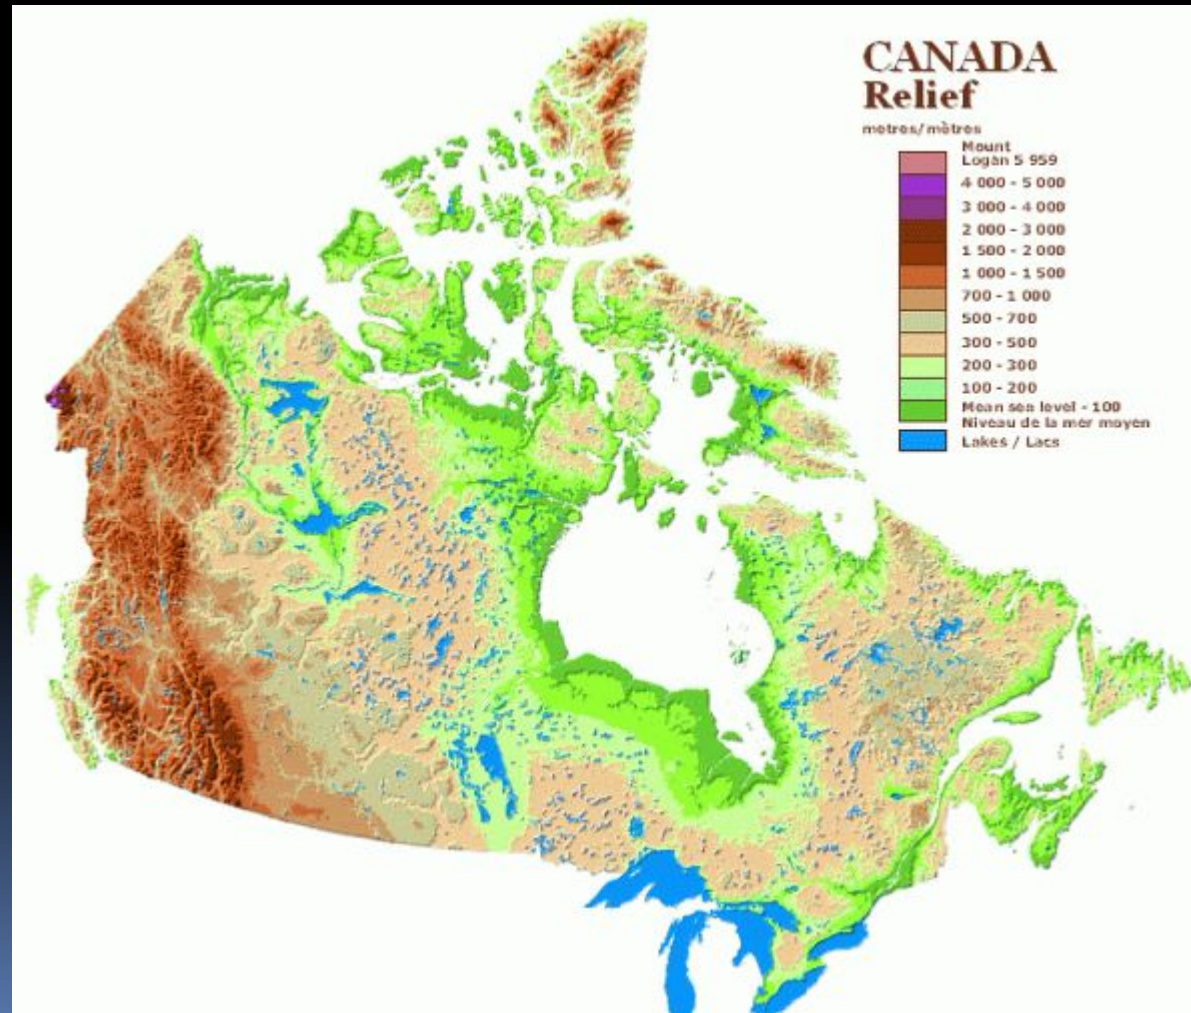 CANADA
Relief
metres/mètres
Mount
Logan 5 959
4 000 - 5 000
3 000 - 4 000
2 000 - 3 000
1 500 - 2 000
1 000 - 1 500
700 - 1 000
500 - 700
300 - 500
200 - 300
100 - 200
Mean sea level - 100
Niveau de la mer moyen
Lakes / Lacs